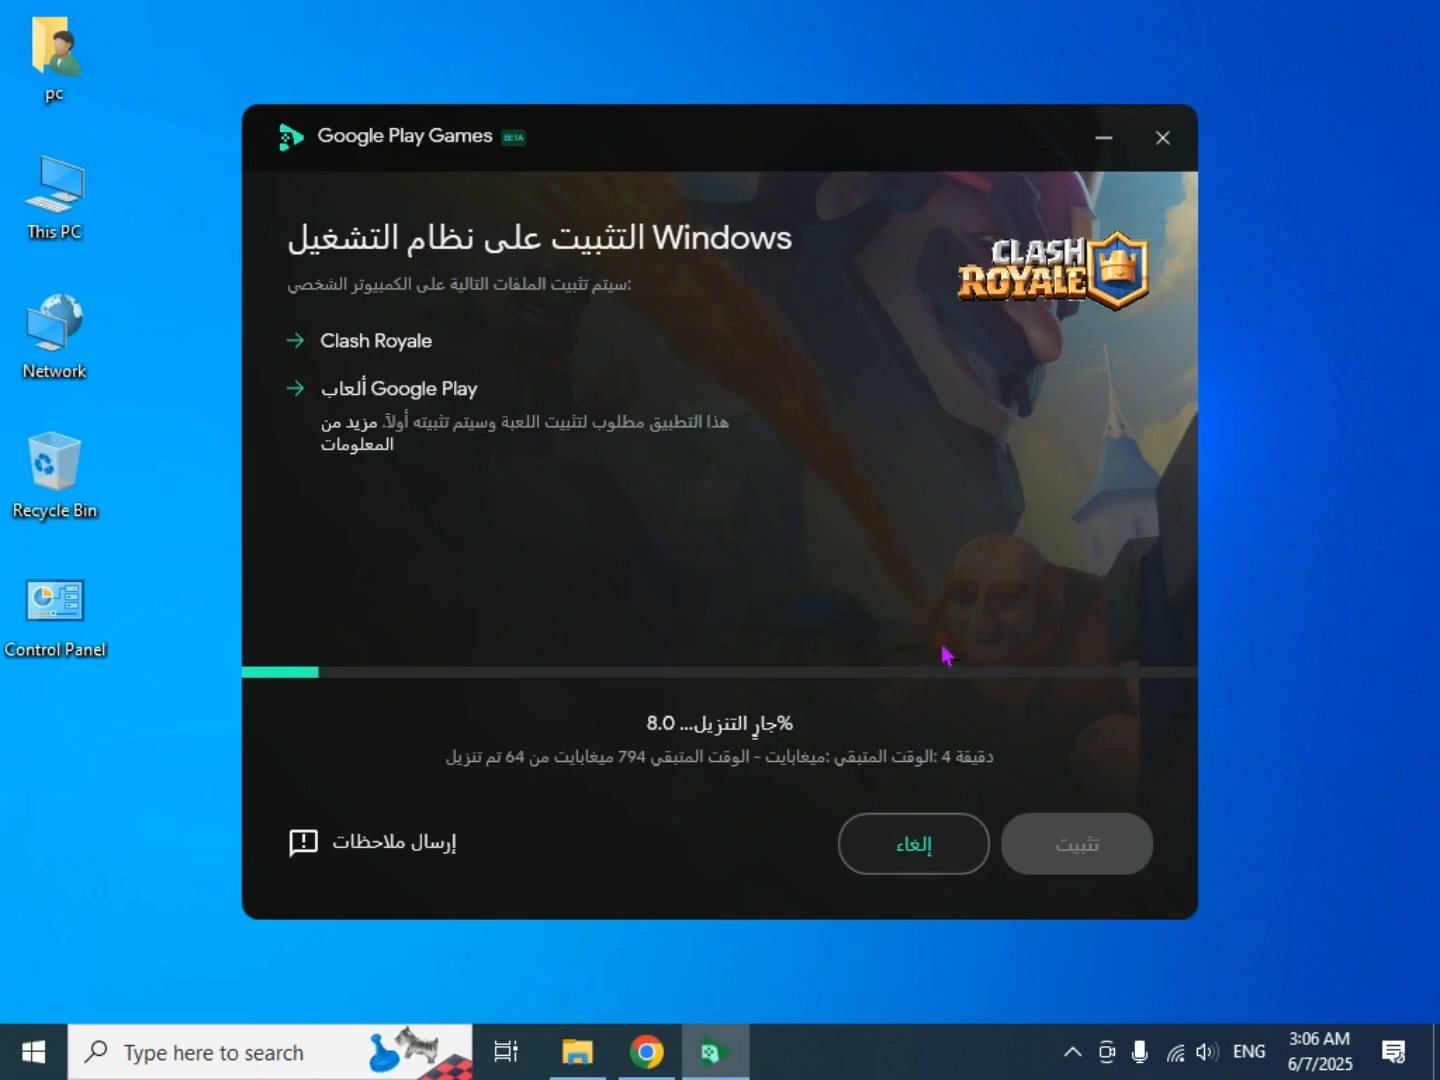 pc
This PC
Network
Recycle Bin
Control Panel
Google Play Games BETA
التثبيت على نظام التشغيل Windows
سيتم تثبيت الملفات التالية على الكمبيوتر الشخصي:
CLASH
ROYALE
Clash Royale
ألعاب Google Play
هذا التطبيق مطلوب لتثبيت اللعبة وسيتم تثبيته أولاً. مزيد من
المعلومات
جارٍ التنزيل... 8.0%
تم تنزيل 64 ميغابايت من 794 ميغابايت - الوقت المتبقي: الوقت المتبقي: 4 دقيقة
إرسال ملاحظات
إلغاء
تثبيت
Type here to search
ENG
3:06 AM
6/7/2025